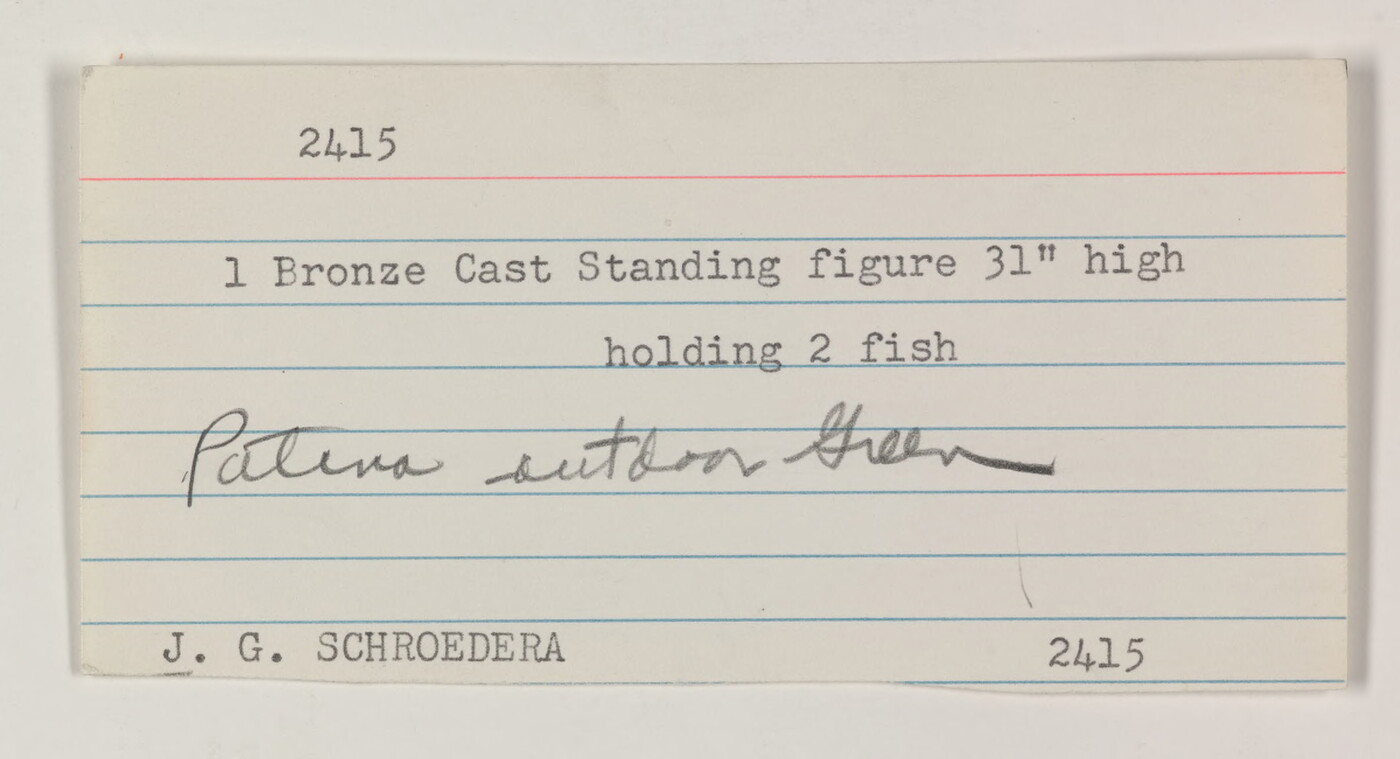 2415
1 Bronze Cast Standing figure 31" high
holding 2 fish
Patina outdoor Green
J. G. SCHROEDERA 2415